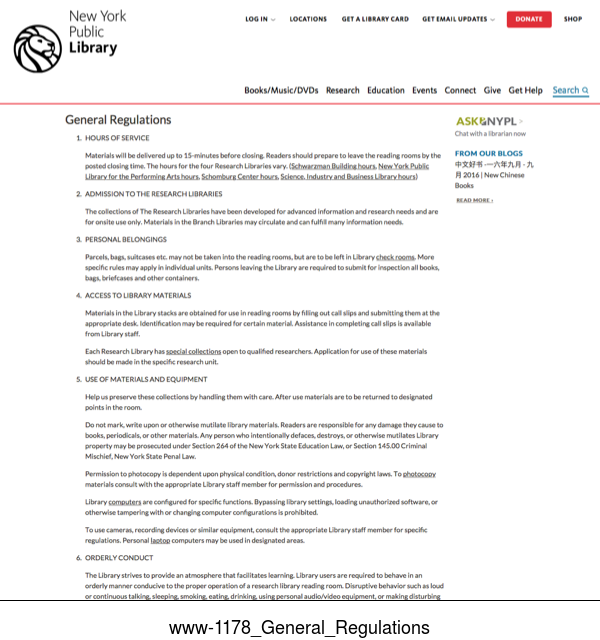 New York
Public
Library
LOG IN
LOCATIONS
GET A LIBRARY CARD
GET EMAIL UPDATES
DONATE
SHOP
Books/Music/DVDs Research Education Events Connect Give Get Help Search
General Regulations
1. HOURS OF SERVICE
Materials will be delivered up to 15-minutes before closing. Readers should prepare to leave the reading rooms by the
posted closing time. The hours for the four Research Libraries vary. (Schwarzman Building hours, New York Public
Library for the Performing Arts hours, Schomburg Center hours, Science, Industry and Business Library hours)
2. ADMISSION TO THE RESEARCH LIBRARIES
The collections of The Research Libraries have been developed for advanced information and research needs and are
for onsite use only. Materials in the Branch Libraries may circulate and can fulfill many information needs.
3. PERSONAL BELONGINGS
Parcels, bags, suitcases etc. may not be taken into the reading rooms, but are to be left in Library check rooms. More
specific rules may apply in individual units. Persons leaving the Library are required to submit for inspection all books,
bags, briefcases and other containers.
4. ACCESS TO LIBRARY MATERIALS
Materials in the Library stacks are obtained for use in reading rooms by filling out call slips and submitting them at the
appropriate desk. Identification may be required for certain material. Assistance in completing call slips is available
from Library staff.
Each Research Library has special collections open to qualified researchers. Application for use of these materials
should be made in the specific research unit.
5. USE OF MATERIALS AND EQUIPMENT
Help us preserve these collections by handling them with care. After use materials are to be returned to designated
points in the room.
Do not mark, write upon or otherwise mutilate library materials. Readers are responsible for any damage they cause to
books, periodicals, or other materials. Any person who intentionally defaces, destroys, or otherwise mutilates Library
property may be prosecuted under Section 264 of the New York State Education Law, or Section 145.00 Criminal
Mischief, New York State Penal Law.
Permission to photocopy is dependent upon physical condition, donor restrictions and copyright laws. To photocopy
materials consult with the appropriate Library staff member for permission and procedures.
Library computers are configured for specific functions. Bypassing library settings, loading unauthorized software, or
otherwise tampering with or changing computer configurations is prohibited.
To use cameras, recording devices or similar equipment, consult the appropriate Library staff member for specific
regulations. Personal laptop computers may be used in designated areas.
6. ORDERLY CONDUCT
The Library strives to provide an atmosphere that facilitates learning. Library users are required to behave in an
orderly manner conducive to the proper operation of a research library reading room. Disruptive behavior such as loud
or continuous talking, sleeping, smoking, eating, drinking, using personal audio/video equipment, or making disturbing
ASK NYPL >
Chat with a librarian now
FROM OUR BLOGS
中文好书 -一六年九月 - 九
月 2016 | New Chinese
Books
READ MORE ›
www-1178_General_Regulations